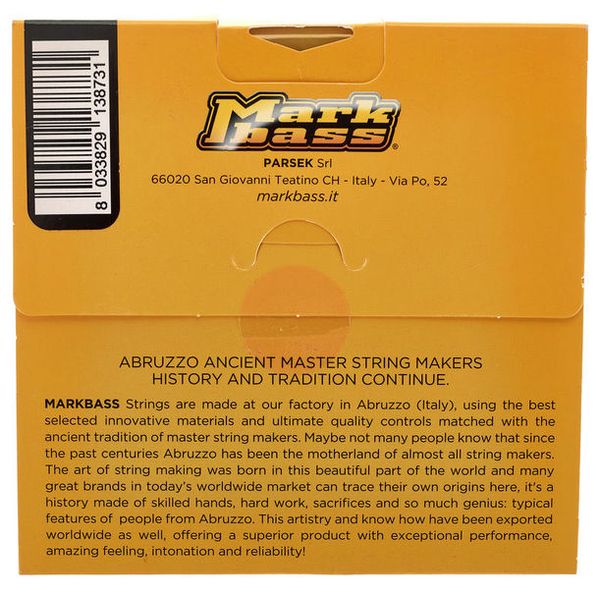 8 033829 138731
Mark
bass
®
PARSEK Srl
66020 San Giovanni Teatino CH - Italy - Via Po, 52
markbass.it
ABRUZZO ANCIENT MASTER STRING MAKERS
HISTORY AND TRADITION CONTINUE.
MARKBASS Strings are made at our factory in Abruzzo (Italy), using the best
selected innovative materials and ultimate quality controls matched with the
ancient tradition of master string makers. Maybe not many people know that since
the past centuries Abruzzo has been the motherland of almost all string makers.
The art of string making was born in this beautiful part of the world and many
great brands in today's worldwide market can trace their own origins here, it's a
history made of skilled hands, hard work, sacrifices and so much genius: typical
features of people from Abruzzo. This artistry and know how have been exported
worldwide as well, offering a superior product with exceptional performance,
amazing feeling, intonation and reliability!